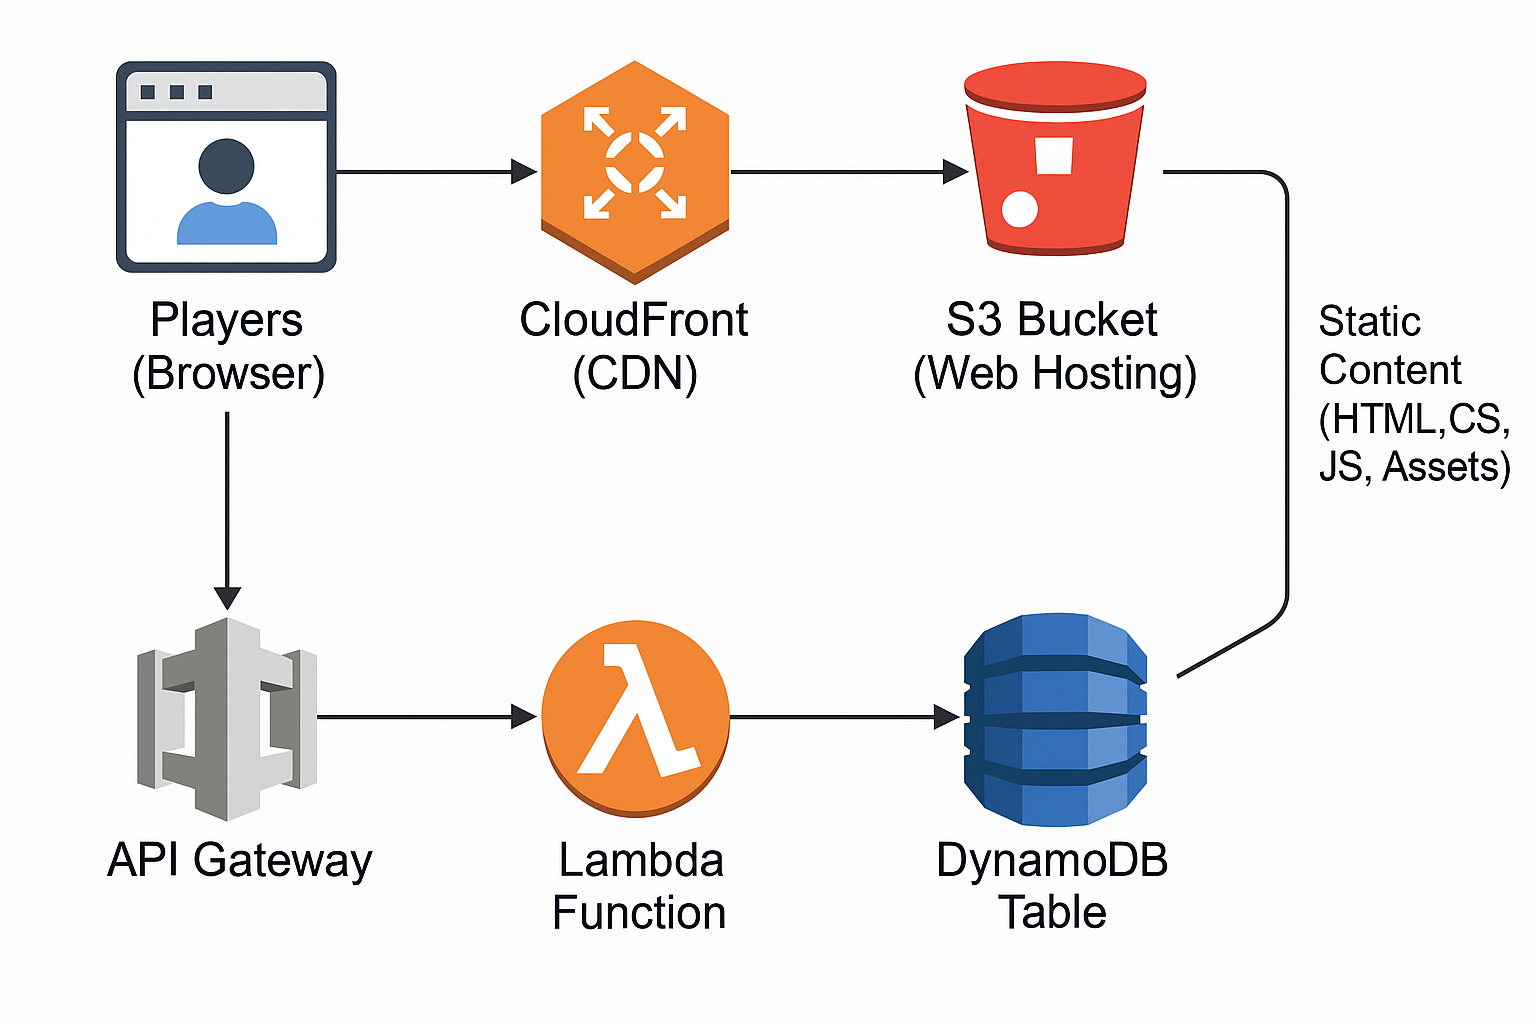 Players
(Browser)
CloudFront
(CDN)
S3 Bucket
(Web Hosting)
Static
Content
(HTML,CS,
JS, Assets)
API Gateway
Lambda
Function
DynamoDB
Table